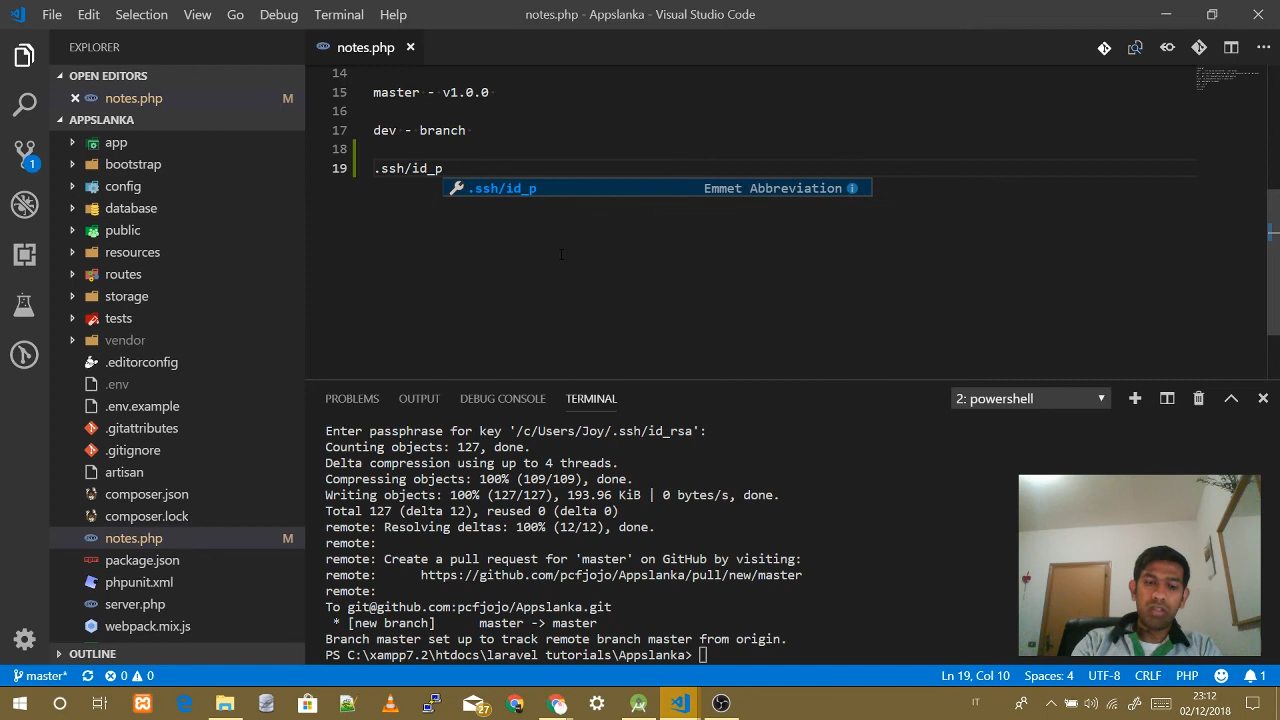 File Edit Selection View Go Debug Terminal Help
notes.php - Appslanka - Visual Studio Code
EXPLORER
OPEN EDITORS
notes.php M
APPSLANKA
app
bootstrap
config
database
public
resources
routes
storage
tests
vendor
.editorconfig
.env
.env.example
.gitattributes
.gitignore
artisan
composer.json
composer.lock
notes.php M
package.json
phpunit.xml
server.php
webpack.mix.js
OUTLINE
1
notes.php
14
15 master - v1.0.0
16
17 dev - branch
18
19 .ssh/id_p
.ssh/id_p Emmet Abbreviation
PROBLEMS OUTPUT DEBUG CONSOLE TERMINAL
2: powershell
Enter passphrase for key '/c/Users/Joy/.ssh/id_rsa':
Counting objects: 127, done.
Delta compression using up to 4 threads.
Compressing objects: 100% (109/109), done.
Writing objects: 100% (127/127), 193.96 KiB | 0 bytes/s, done.
Total 127 (delta 12), reused 0 (delta 0)
remote: Resolving deltas: 100% (12/12), done.
remote:
remote: Create a pull request for 'master' on GitHub by visiting:
remote: https://github.com/pcfjojo/Appslanka/pull/new/master
remote:
To git@github.com:pcfjojo/Appslanka.git
* [new branch] master -> master
Branch master set up to track remote branch master from origin.
PS C:\xampp7.2\htdocs\laravel tutorials\Appslanka>
master* 0 0
Ln 19, Col 10 Spaces: 4 UTF-8 CRLF PHP 1
27
IT
23:12
02/12/2018